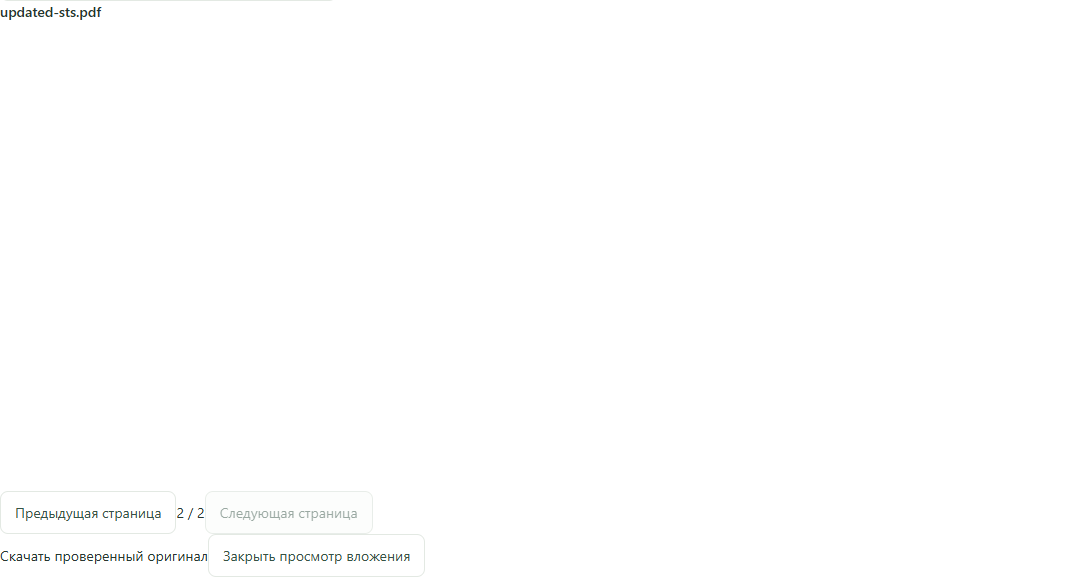 updated-sts.pdf
Предыдущая страница 2 / 2 Следующая страница
Скачать проверенный оригинал Закрыть просмотр вложения